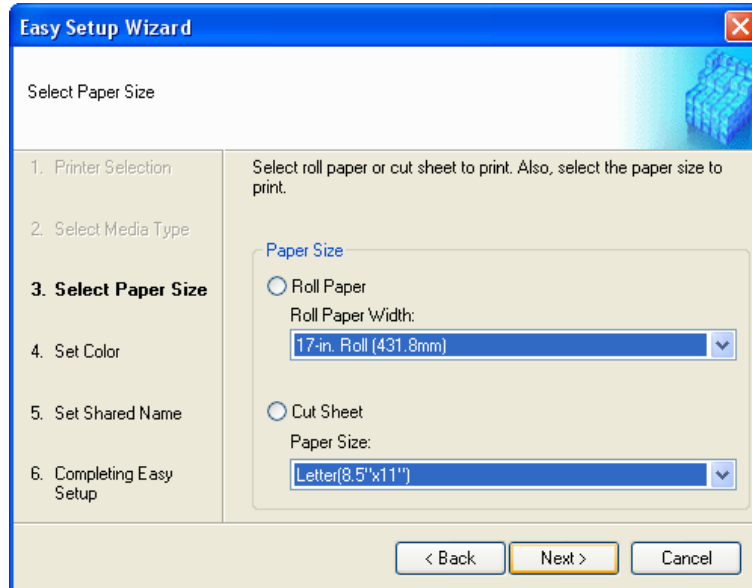 Easy Setup Wizard
Select Paper Size
1. Printer Selection
2. Select Media Type
3. Select Paper Size
4. Set Color
5. Set Shared Name
6. Completing Easy
Setup
Select roll paper or cut sheet to print. Also, select the paper size to
print.
Paper Size
Roll Paper
Roll Paper Width:
17-in. Roll (431.8mm)
Cut Sheet
Paper Size:
Letter(8.5"x11")
< Back
Next >
Cancel